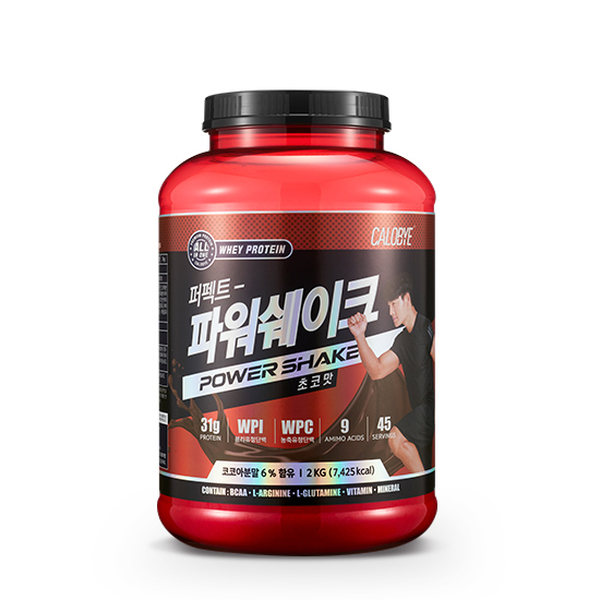 ALL
IN ONE
WHEY PROTEIN
CALOBYE
퍼펙트–
파워쉐이크
POWER SHAKE
초코맛
31g WPI WPC 9 45
PROTEIN 분리유청단백 농축유청단백 AMIMO ACIDS SERVINGS
코코아분말 6% 함유 I 2 KG (7,425 kcal)
CONTAIN : BCAA • L-ARGININE • L-GLUTAMINE • VITAMIN • MINERAL